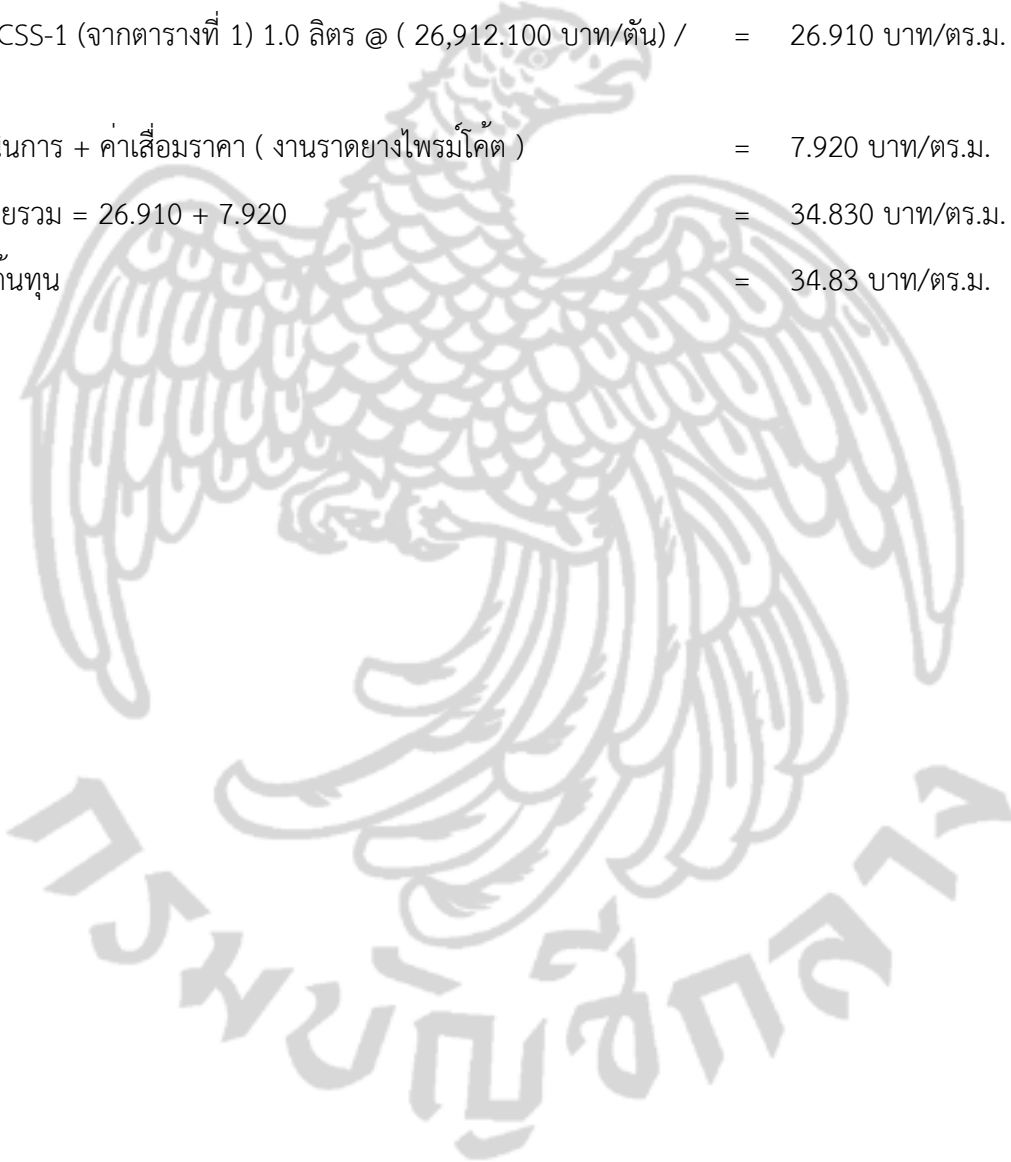 CSS-1 (จากตารางที่ 1) 1.0 ลิตร @ ( 26,912.100 บาท/ตัน) / = 26.910 บาท/ตร.ม.
นการ + ค่าเสื่อมราคา ( งานราดยางไพรม์โค้ต ) = 7.920 บาท/ตร.ม.
ยรวม = 26.910 + 7.920 = 34.830 บาท/ตร.ม.
ต้นทุน = 34.83 บาท/ตร.ม.
กรมบัญชีกลาง